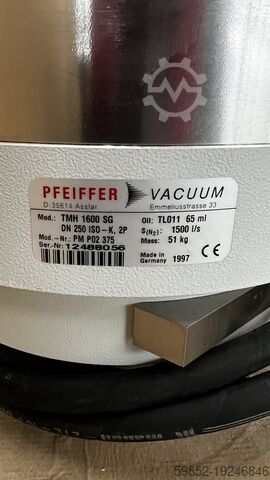 PFEIFFER VACUUM
D-35614 Asslar Emmeliusstrasse 33
Mod.: TMH 1600 SG Oil: TL011 65 ml
DN 250 ISO-K, 2P S(N2): 1500 l/s
Mod.-Nr.: PM P02 375 Mass: 51 kg
Ser.-Nr: 12488056 Made in Germany 1997 CE
59852-19246846